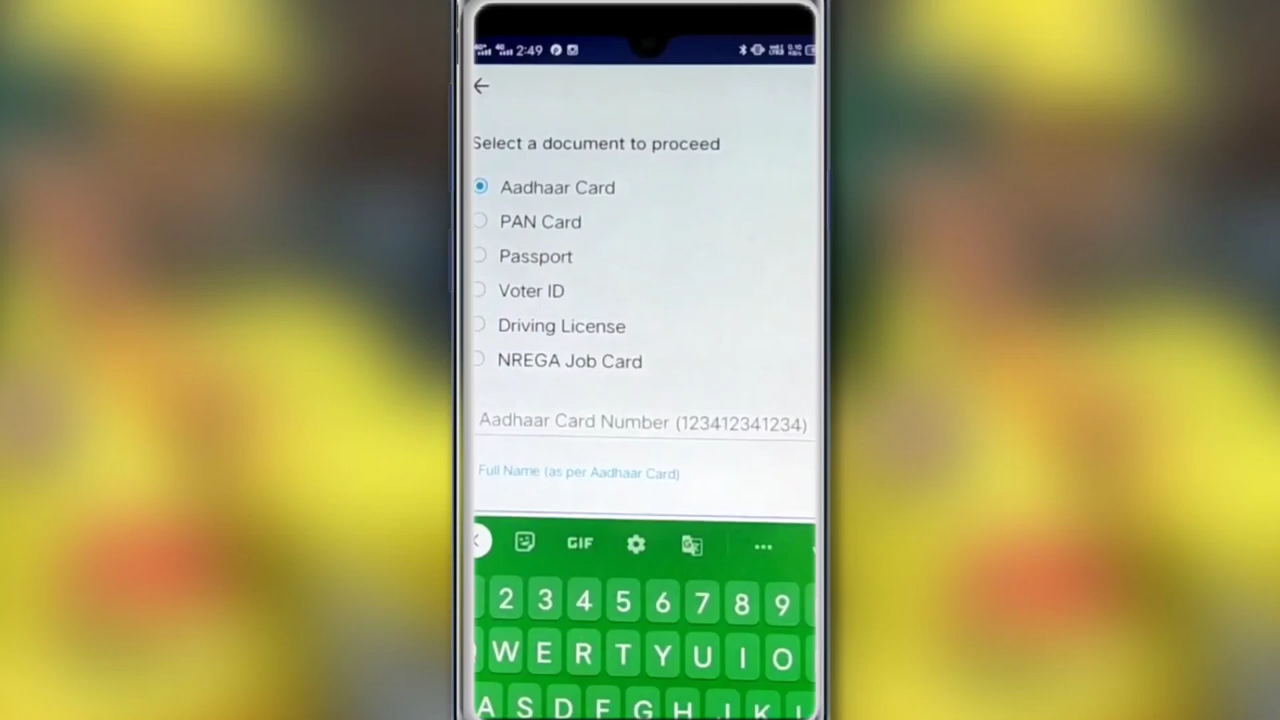 2:49
Select a document to proceed
Aadhaar Card
PAN Card
Passport
Voter ID
Driving License
NREGA Job Card
Aadhaar Card Number (123412341234)
Full Name (as per Aadhaar Card)
GIF
2 3 4 5 6 7 8 9
W E R T Y U I O
A S D F G H J K L